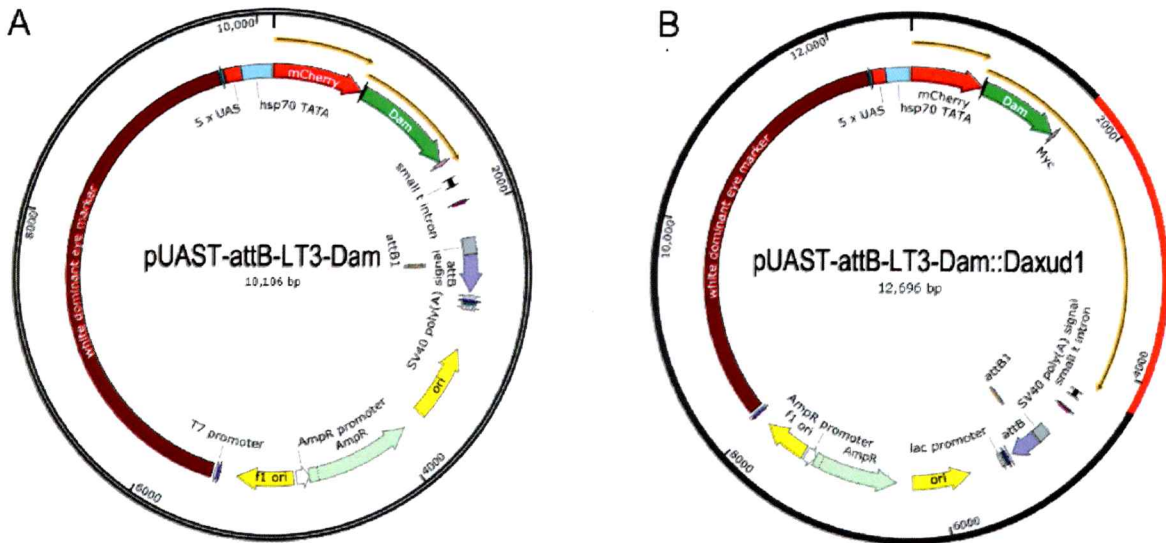 A
10,000
mCherry
5 x UAS
hsp70 TATA
Dam
2000
small t intron
white dominant eye marker
8000
attB1
attB
SV40 poly(A) signal
pUAST-attB-LT3-Dam
10,106 bp
ori
T7 promoter
AmpR promoter
AmpR
f1 ori
4000
6000
B
12,000
mCherry
5 x UAS
hsp70 TATA
Dam
Myc
2000
white dominant eye marker
10,000
pUAST-attB-LT3-Dam::Daxud1
12,696 bp
attB1
SV40 poly(A) signal
small t intron
4000
attB
AmpR promoter
f1 ori
AmpR
lac promoter
ori
8000
6000